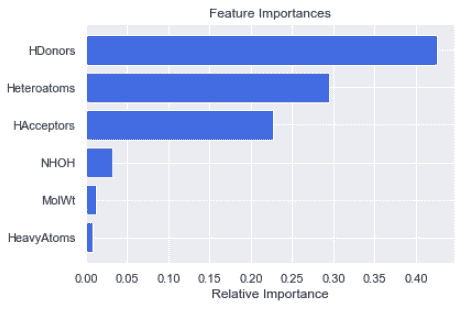 Feature Importances
HDonors
Heteroatoms
HAcceptors
NHOH
MolWt
HeavyAtoms
0.00 0.05 0.10 0.15 0.20 0.25 0.30 0.35 0.40
Relative Importance